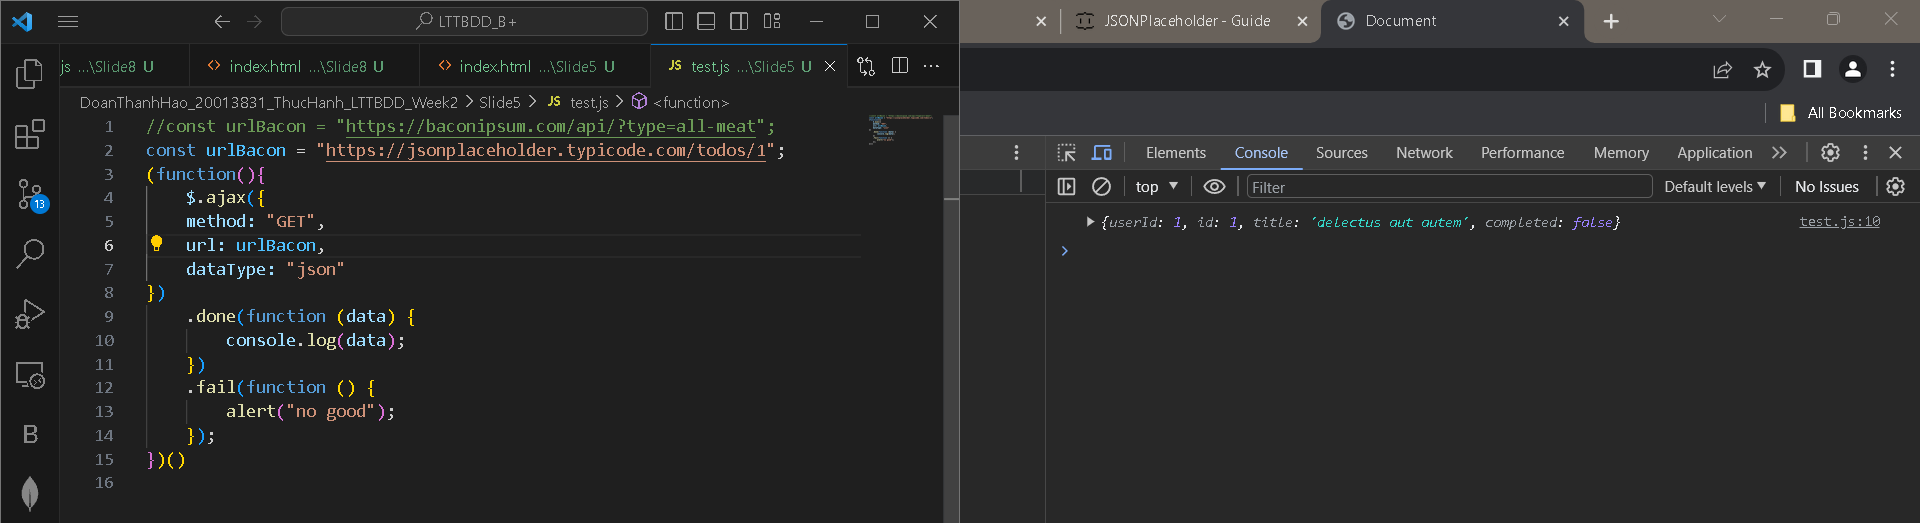 LTTBDD_B+
js ...\Slide8 U
<> index.html ...\Slide8 U
<> index.html ...\Slide5 U
JS test.js ...\Slide5 U
DoanThanhHao_20013831_ThucHanh_LTTBDD_Week2 > Slide5 > JS test.js > <function>
1 //const urlBacon = "https://baconipsum.com/api/?type=all-meat";
2 const urlBacon = "https://jsonplaceholder.typicode.com/todos/1";
3 (function(){
4 $.ajax({
5 method: "GET",
6 url: urlBacon,
7 dataType: "json"
8 })
9 .done(function (data) {
10 console.log(data);
11 })
12 .fail(function () {
13 alert("no good");
14 });
15 })()
16
13
B
JSONPlaceholder - Guide
Document
All Bookmarks
Elements Console Sources Network Performance Memory Application
top Filter Default levels No Issues
{userId: 1, id: 1, title: 'delectus aut autem', completed: false} test.js:10